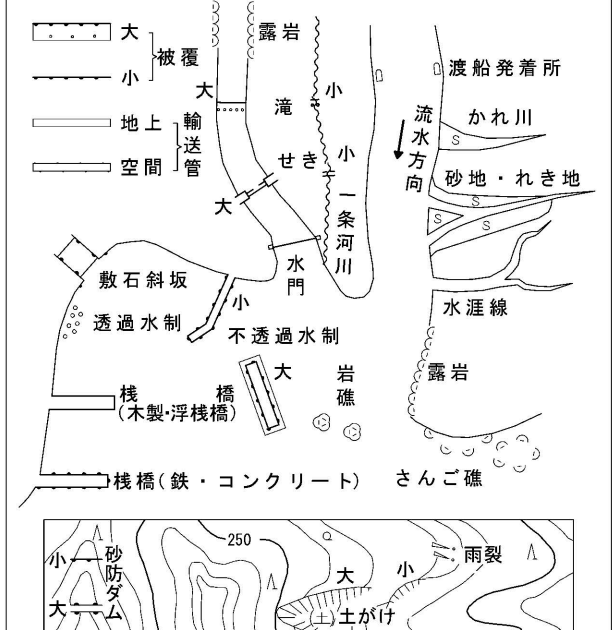 大
小
被覆
地上
空間
輸送管
露岩
大
滝
小
せき
小
大
一条河川
水門
渡船発着所
流水方向
かれ川
S
砂地・れき地
S
S
S
水涯線
敷石斜坂
透過水制
小
不透過水制
大
岩礁
露岩
桟橋
(木製・浮桟橋)
桟橋(鉄・コンクリート)
さんご礁
小
砂防ダム
大
250
大
小
雨裂
土がけ
(土)